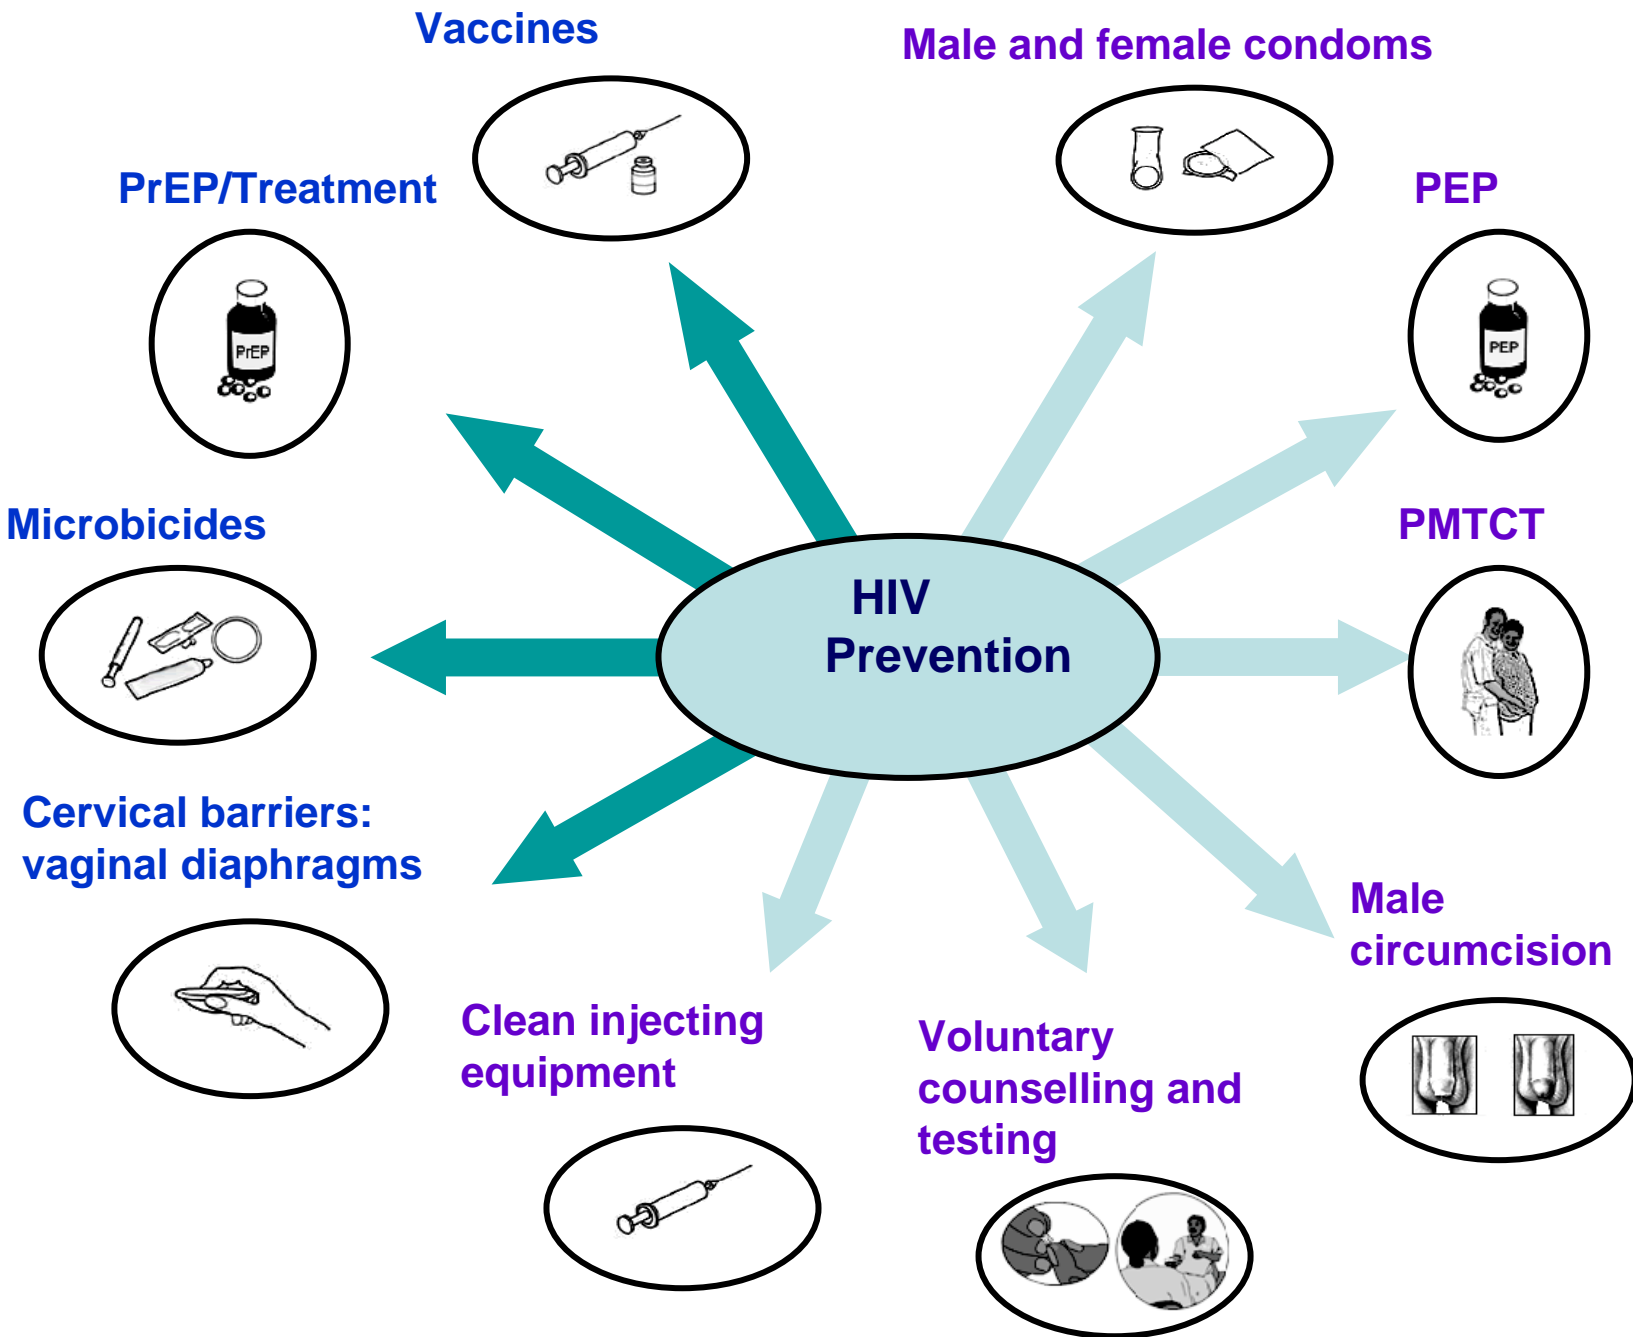 Vaccines
Male and female condoms
PrEP/Treatment
PEP
PrEP
PEP
Microbicides
PMTCT
HIV
Prevention
Cervical barriers:
vaginal diaphragms
Male
circumcision
Clean injecting
equipment
Voluntary
counselling and
testing